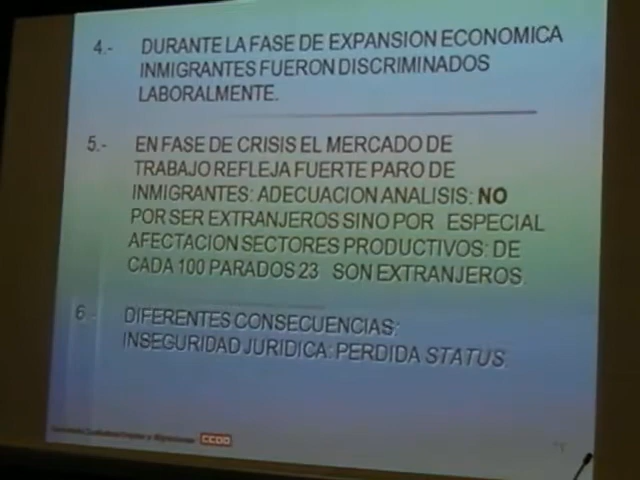 4.- DURANTE LA FASE DE EXPANSION ECONOMICA
INMIGRANTES FUERON DISCRIMINADOS
LABORALMENTE.
5.- EN FASE DE CRISIS EL MERCADO DE
TRABAJO REFLEJA FUERTE PARO DE
INMIGRANTES: ADECUACION ANALISIS: NO
POR SER EXTRANJEROS SINO POR ESPECIAL
AFECTACION SECTORES PRODUCTIVOS: DE
CADA 100 PARADOS 23 SON EXTRANJEROS.
6.- DIFERENTES CONSECUENCIAS:
INSEGURIDAD JURIDICA: PERDIDA STATUS.
y Migraciones CCOO